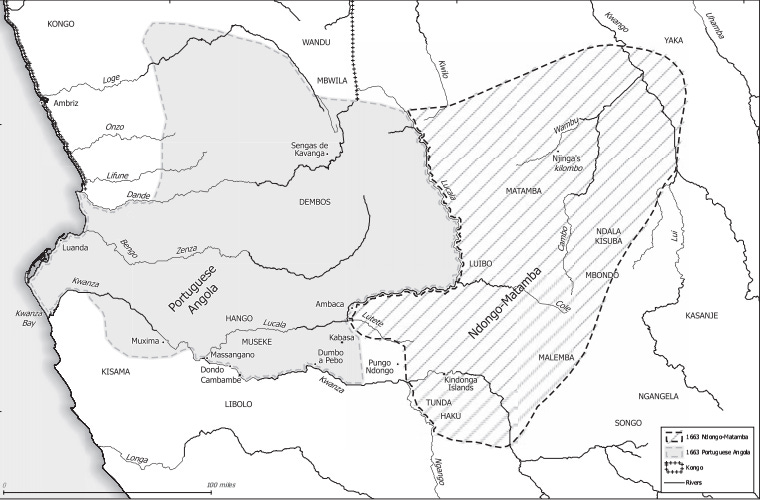 KONGO
WANDU
MBWILA
Kwilo
Kwango
Uhamba
YAKA
Loge
Ambriz
Onzo
Lifune
Dande
Sengas de
Kavanga
DEMBOS
Lucala
Wambu
Njinga's
kilombo
MATAMBA
Cambo
NDALA
KISUBA
MBONDO
Lui
Luanda
Bengo
Zenza
LUIBO
Kwanza
Kwanza
Bay
Portuguese
Angola
Ambaca
Ndongo-Matamba
Cole
KASANJE
HANGO
Lucala
Lutete
Muxima
Massangano
MUSEKE
Kabasa
Dumbo
a Pebo
Dondo
Cambambe
Kwanza
Pungo
Ndongo
MALEMBA
KISAMA
LIBOLO
Kindonga
Islands
TUNDA
HAKU
NGANGELA
SONGO
Longa
Ngango
0
100 miles
1663 Ndongo-Matamba
1663 Portuguese Angola
Kongo
Rivers